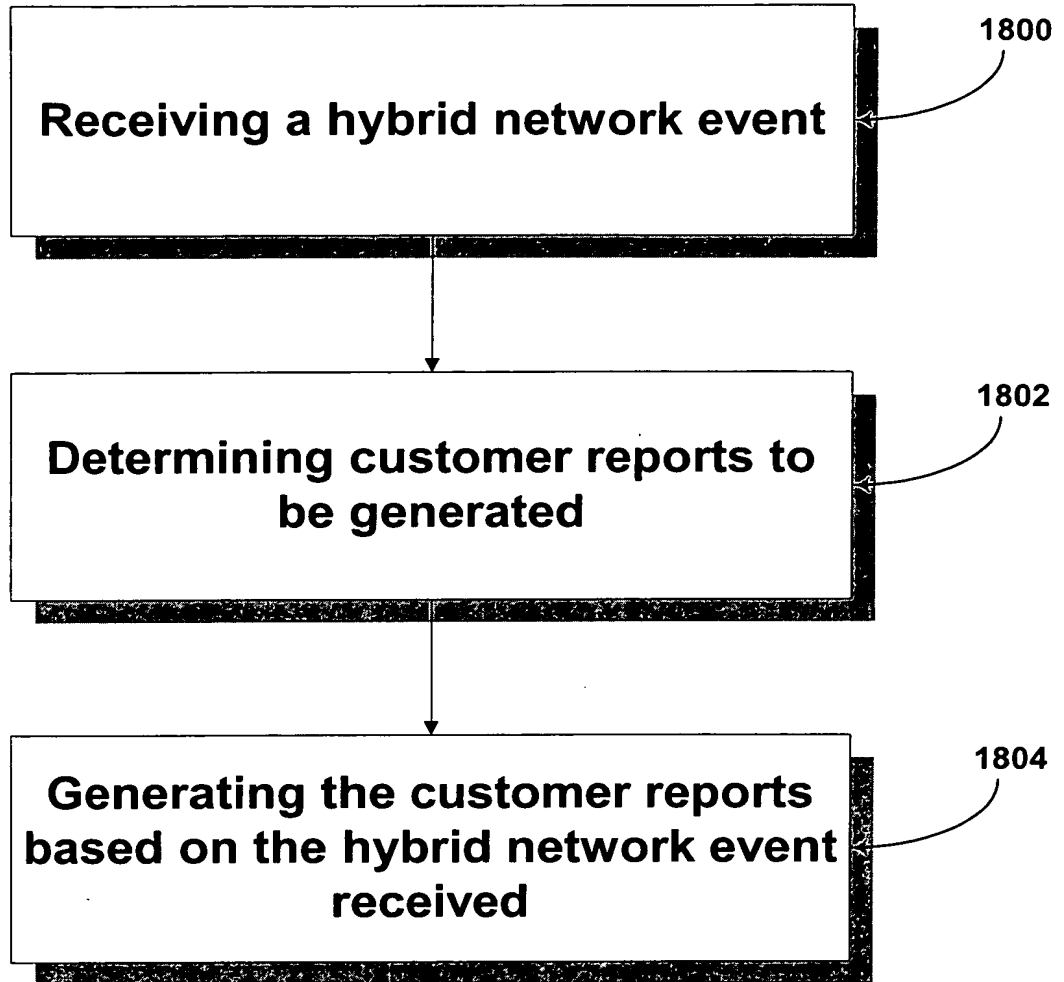 1800
Receiving a hybrid network event
1802
Determining customer reports to
be generated
1804
Generating the customer reports
based on the hybrid network event
received